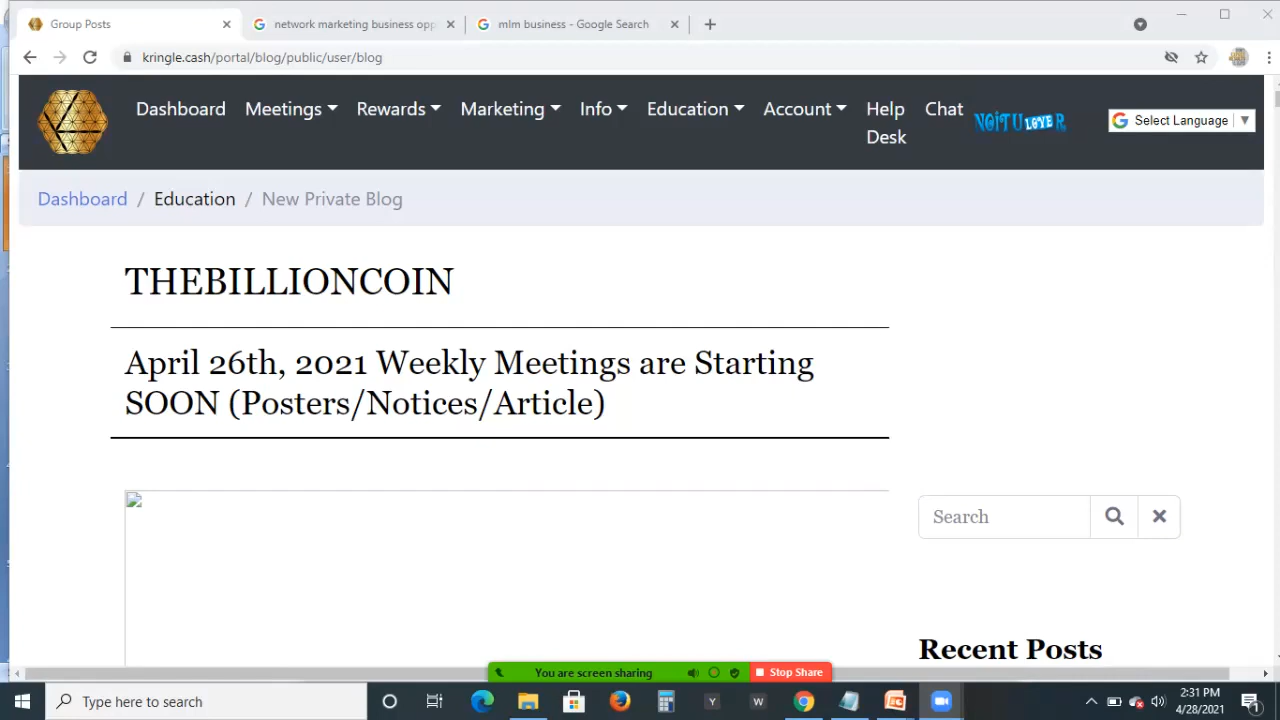 Group Posts
network marketing business opp
mlm business - Google Search
kringle.cash/portal/blog/public/user/blog
Dashboard Meetings Rewards Marketing Info Education Account Help Desk Chat
Select Language
Dashboard / Education / New Private Blog
THEBILLIONCOIN
April 26th, 2021 Weekly Meetings are Starting
SOON (Posters/Notices/Article)
Search
Recent Posts
You are screen sharing Stop Share
Type here to search
Y W
2:31 PM
4/28/2021
1